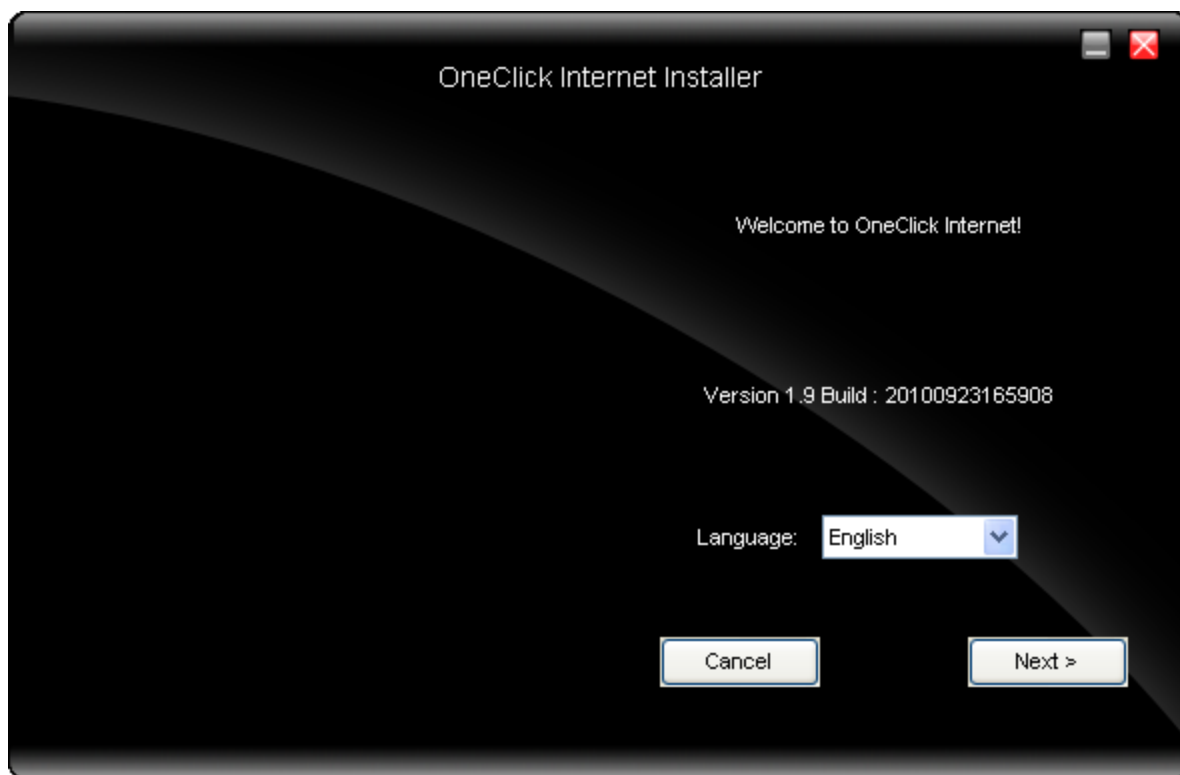 OneClick Internet Installer
Welcome to OneClick Internet!
Version 1.9 Build : 20100923165908
Language: English
Cancel Next >